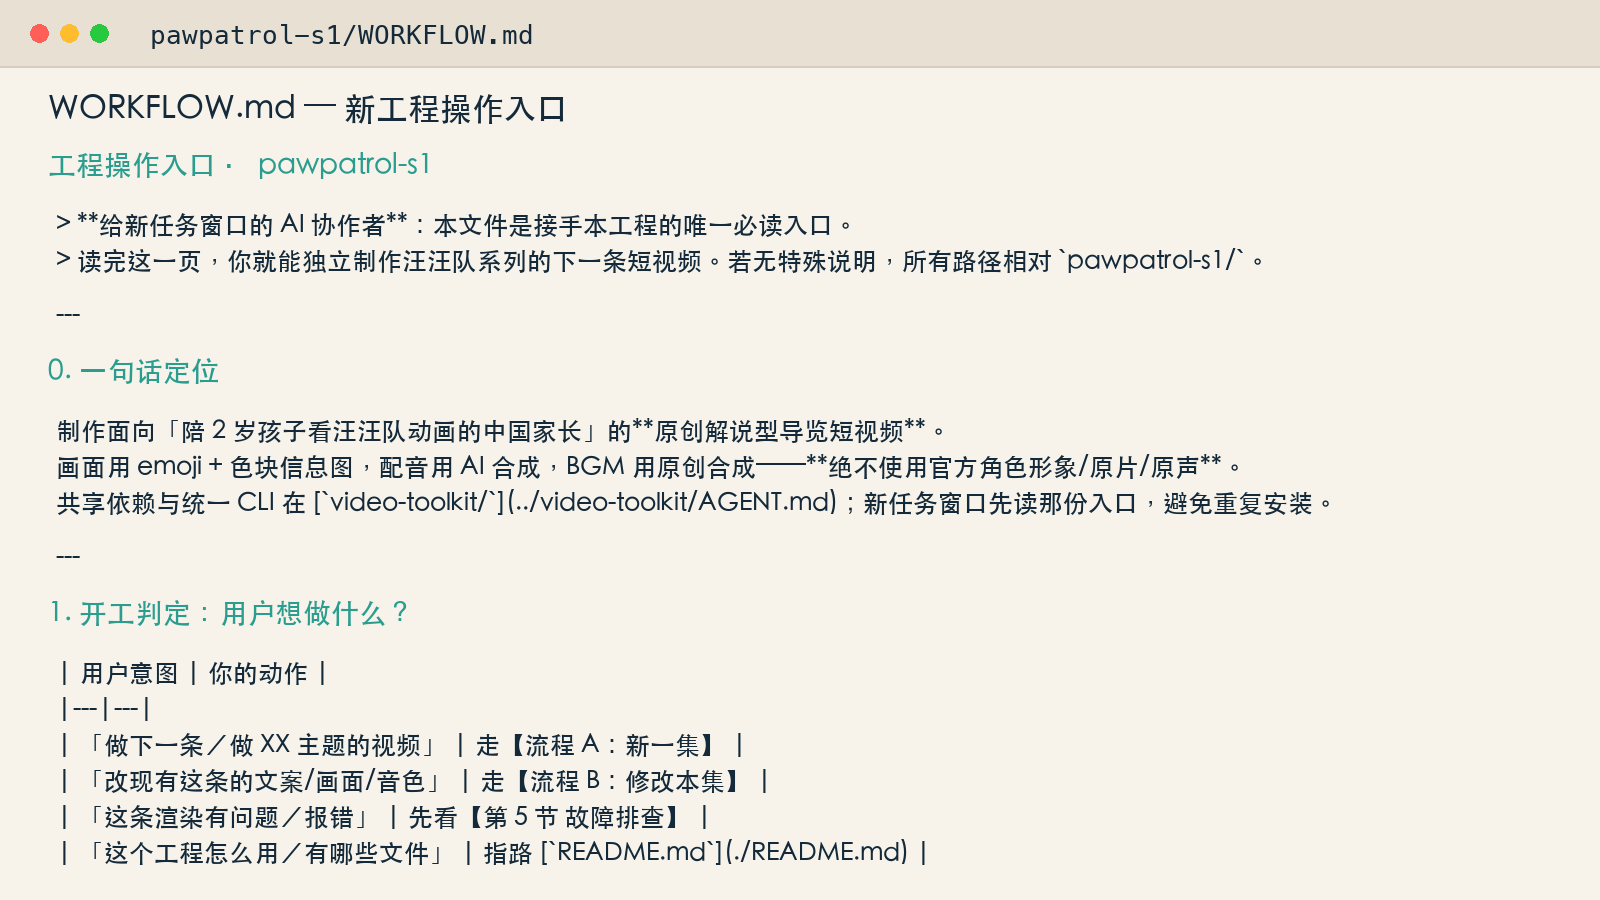 pawpatrol-s1/WORKFLOW.md
WORKFLOW.md — 新工程操作入口
工程操作入口 · pawpatrol-s1
> **给新任务窗口的 AI 协作者**：本文件是接手本工程的唯一必读入口。
> 读完这一页，你就能独立制作汪汪队系列的下一条短视频。若无特殊说明，所有路径相对 `pawpatrol-s1/`。
---
0. 一句话定位
制作面向「陪 2 岁孩子看汪汪队动画的中国家长」的**原创解说型导览短视频**。
画面用 emoji + 色块信息图，配音用 AI 合成，BGM 用原创合成——**绝不使用官方角色形象/原片/原声**。
共享依赖与统一 CLI 在 [`video-toolkit/`](../video-toolkit/AGENT.md)；新任务窗口先读那份入口，避免重复安装。
---
1. 开工判定：用户想做什么？
| 用户意图 | 你的动作 |
|---|---|
| 「做下一条／做 XX 主题的视频」 | 走【流程 A：新一集】 |
| 「改现有这条的文案/画面/音色」 | 走【流程 B：修改本集】 |
| 「这条渲染有问题／报错」 | 先看【第 5 节 故障排查】 |
| 「这个工程怎么用／有哪些文件」 | 指路 [`README.md`](./README.md) |